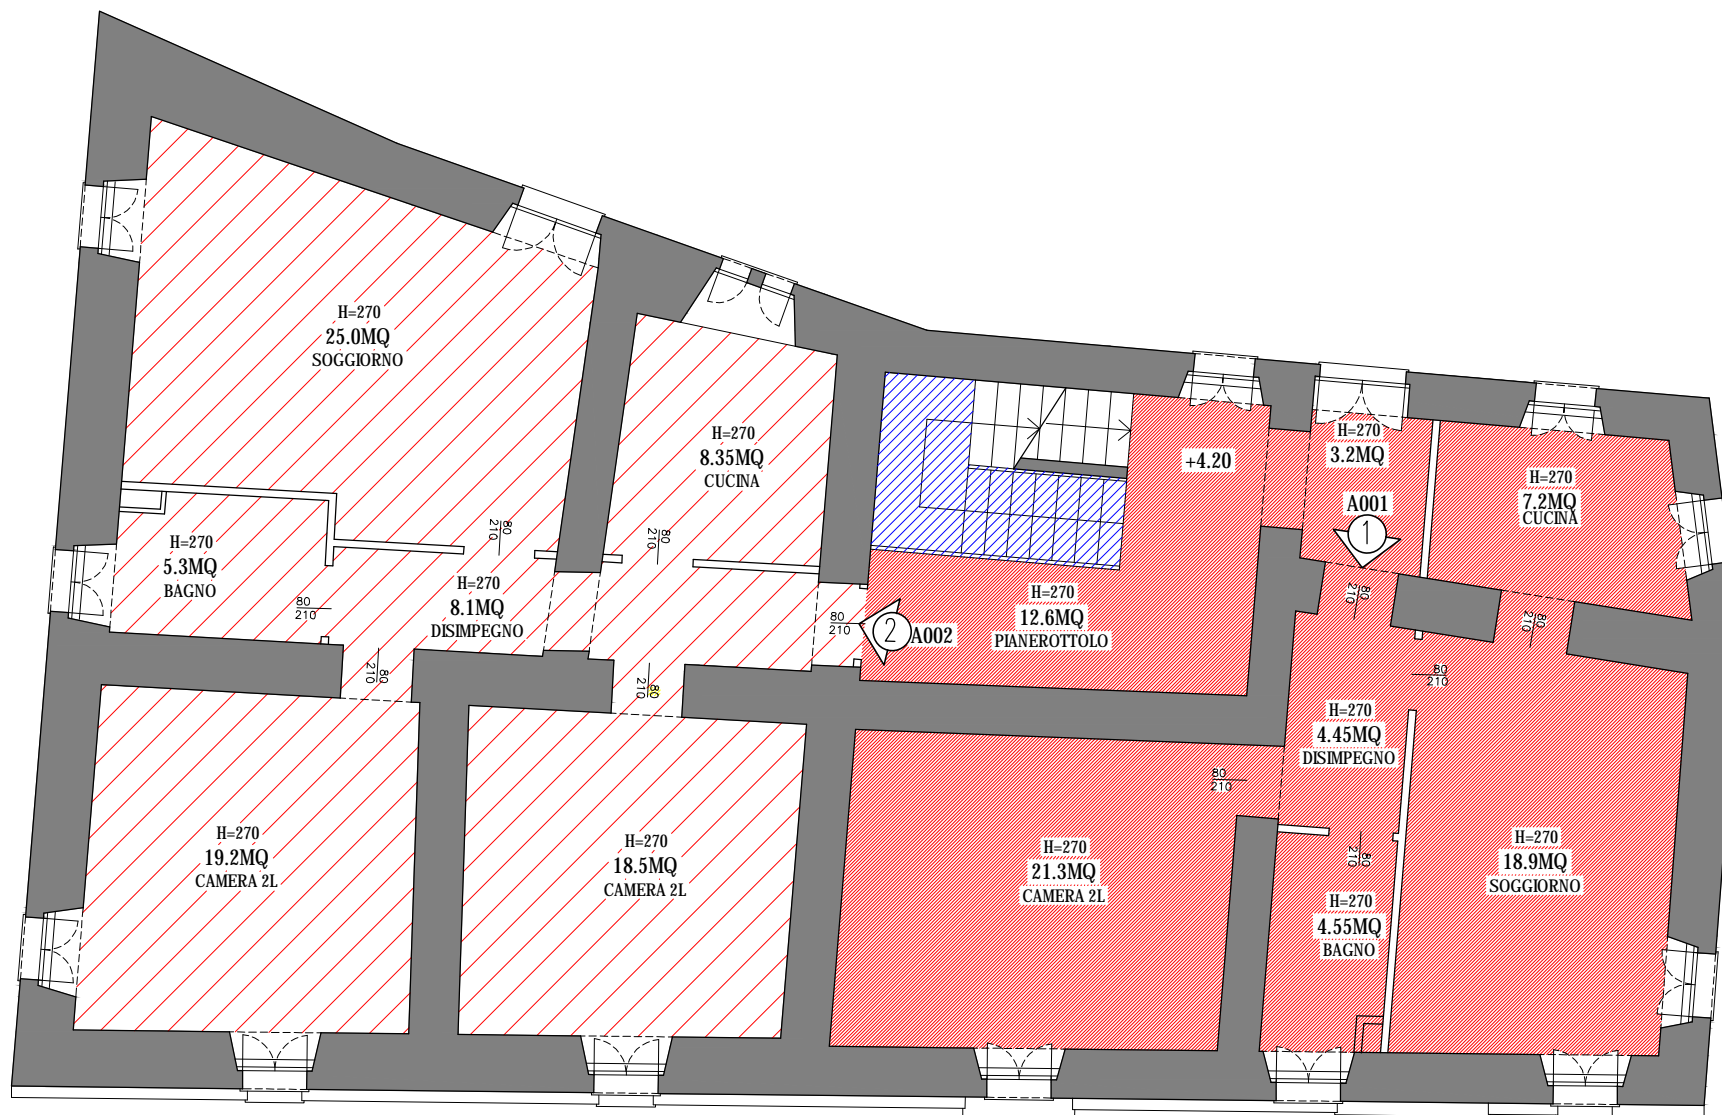 H=270
25.0MQ
SOGGIORNO
H=270
8.35MQ
CUCINA
+4.20
H=270
3.2MQ
A001
1
H=270
7.2MQ
CUCINA
80
210
80
210
H=270
5.3MQ
BAGNO
80
210
H=270
8.1MQ
DISIMPEGNO
80
210
2
A002
H=270
12.6MQ
PIANEROTTOLO
80
210
80
210
80
210
80
210
80
210
H=270
4.45MQ
DISIMPEGNO
80
210
H=270
19.2MQ
CAMERA 2L
H=270
18.5MQ
CAMERA 2L
H=270
21.3MQ
CAMERA 2L
80
210
H=270
18.9MQ
SOGGIORNO
H=270
4.55MQ
BAGNO